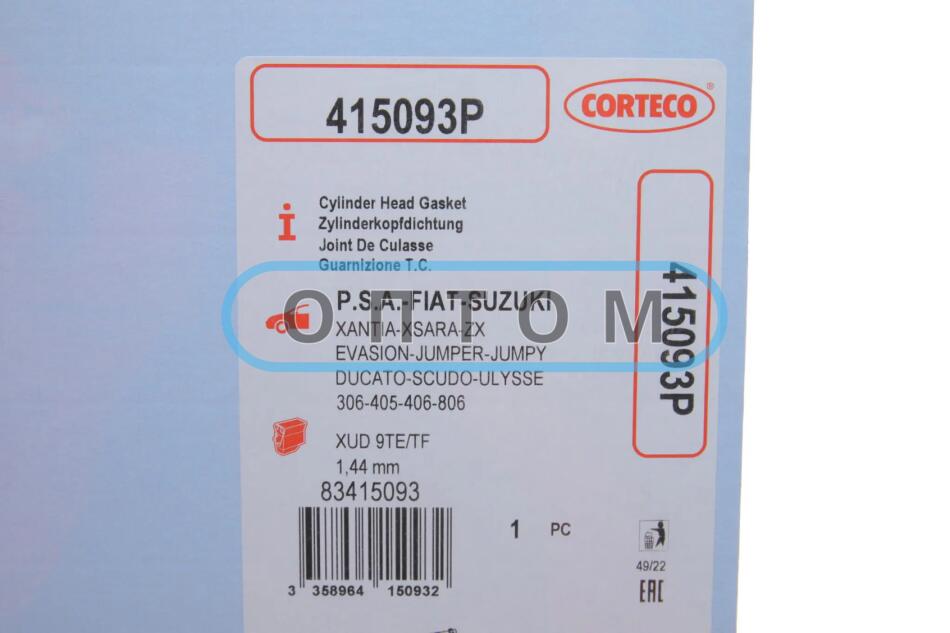 415093P
CORTECO®
Cylinder Head Gasket
Zylinderkopfdichtung
Joint De Culasse
Guarnizione T.C.
415093P
ОПТОМ
P.S.A.-FIAT-SUZUKI
XANTIA-XSARA-ZX
EVASION-JUMPER-JUMPY
DUCATO-SCUDO-ULYSSE
306-405-406-806
XUD 9TE/TF
1,44 mm
83415093
1 PC
3 358964 150932
49/22
EAC